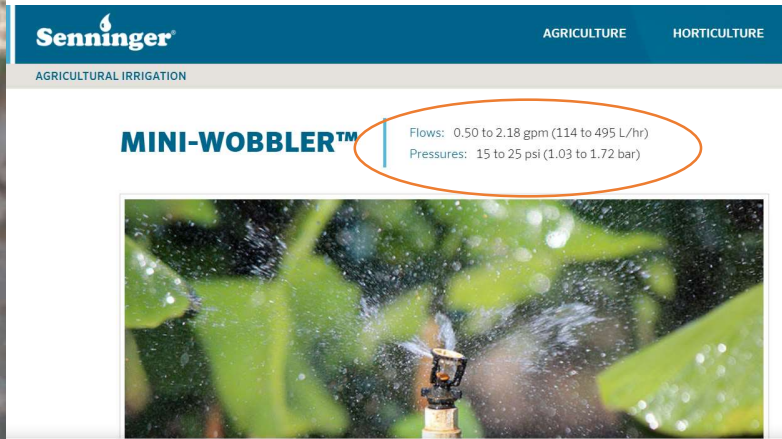 Senninger®
AGRICULTURE HORTICULTURE
AGRICULTURAL IRRIGATION
MINI-WOBBLER™
Flows: 0.50 to 2.18 gpm (114 to 495 L/hr)
Pressures: 15 to 25 psi (1.03 to 1.72 bar)